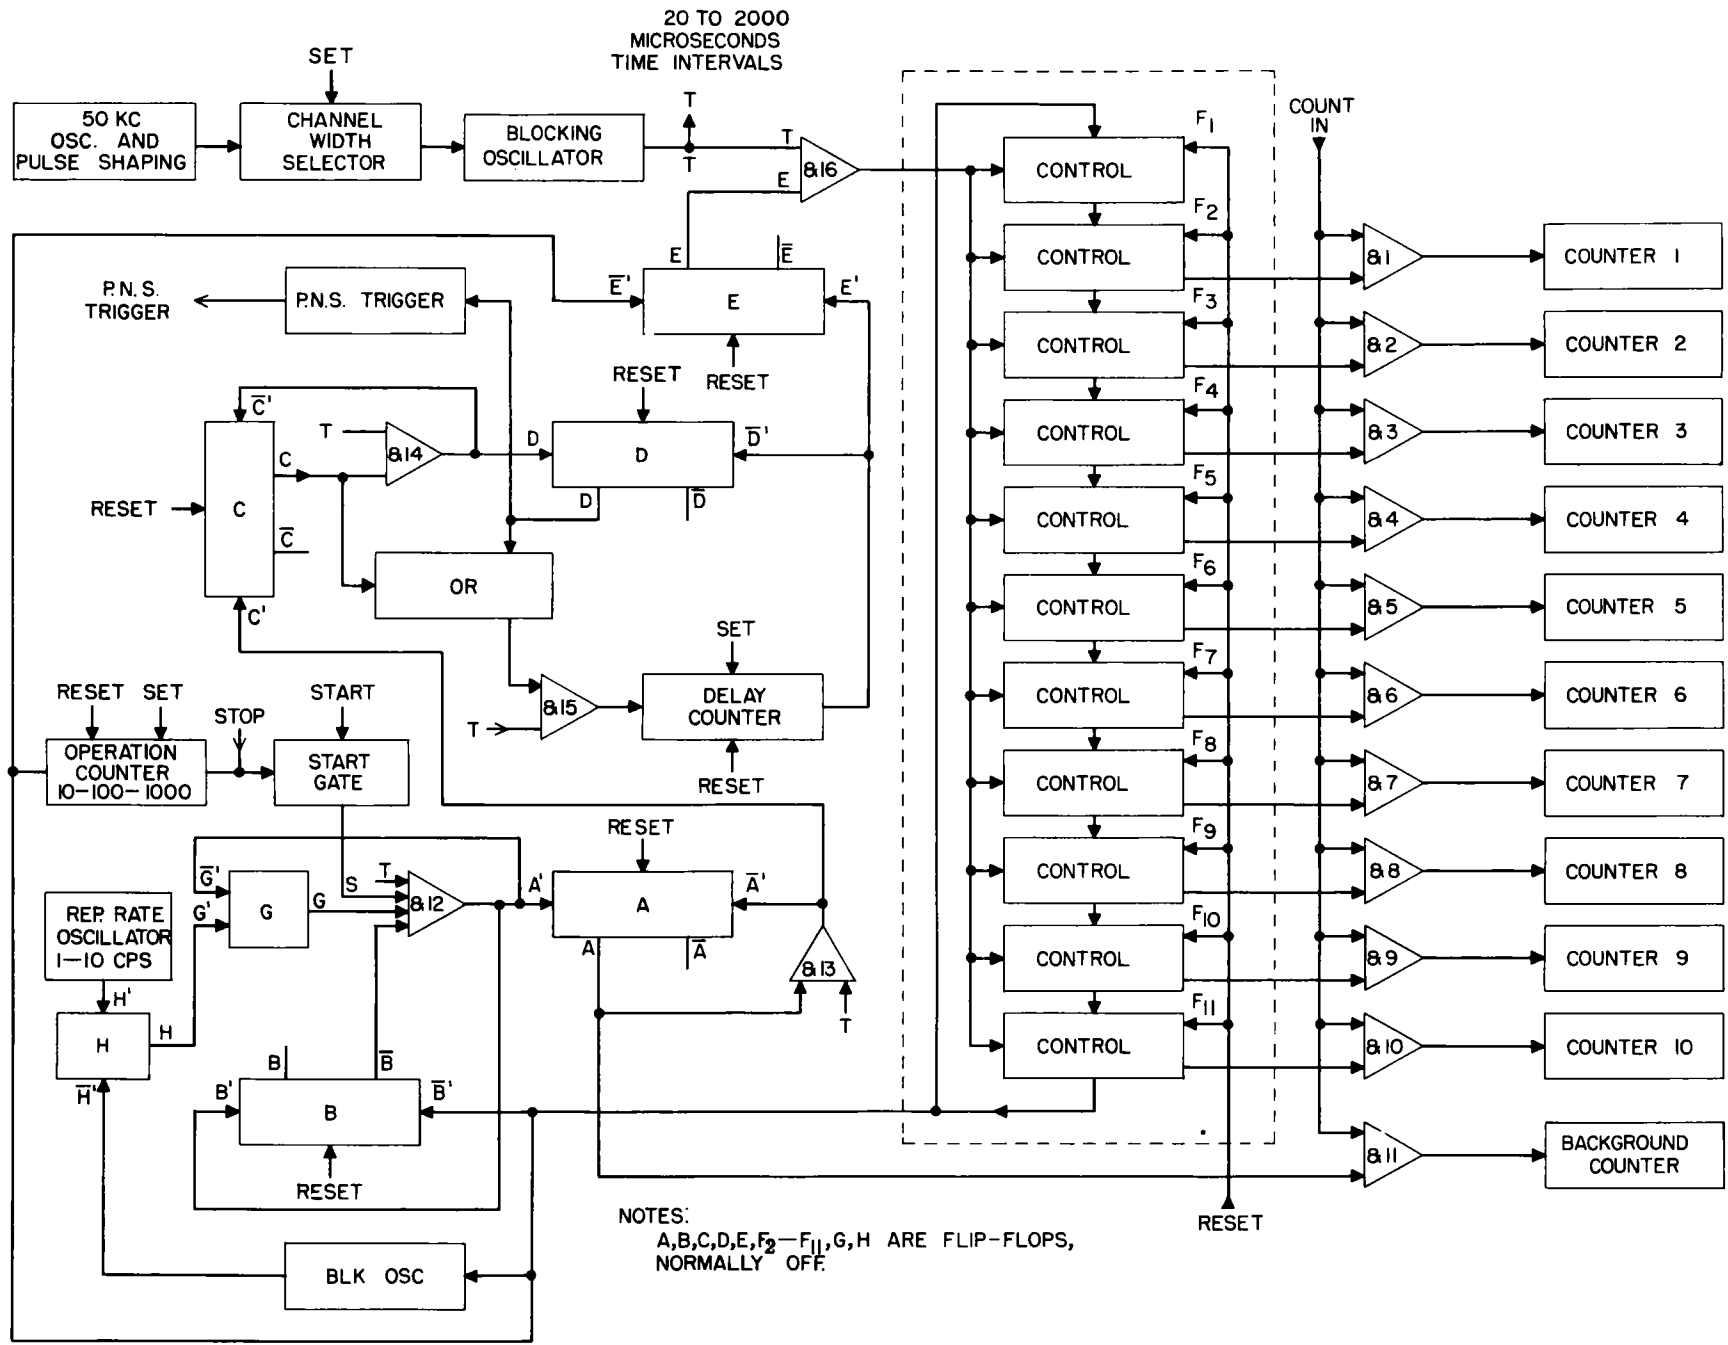 20 TO 2000
MICROSECONDS
TIME INTERVALS
SET
50 KC
OSC. AND
PULSE SHAPING
CHANNEL
WIDTH
SELECTOR
BLOCKING
OSCILLATOR
T
T
T
E
&16
E
E̅
E̅'
E
E'
RESET
P.N.S.
TRIGGER
P.N.S. TRIGGER
RESET
C̅'
T
&14
C
RESET
C
C̅
C'
D
D
D̅'
D
D̅
OR
SET
&15
T
DELAY
COUNTER
RESET
RESET
SET
STOP
START
OPERATION
COUNTER
10-100-1000
START
GATE
RESET
G̅'
G'
G
G
S
T
&12
A'
A
A̅'
A
A̅
&13
T
REP. RATE
OSCILLATOR
1-10 CPS
H'
H
H
H̅'
B
B̅
B'
B
B̅'
RESET
BLK OSC
F1
CONTROL
F2
CONTROL
F3
CONTROL
F4
CONTROL
F5
CONTROL
F6
CONTROL
F7
CONTROL
F8
CONTROL
F9
CONTROL
F10
CONTROL
F11
CONTROL
RESET
COUNT
IN
&1
COUNTER 1
&2
COUNTER 2
&3
COUNTER 3
&4
COUNTER 4
&5
COUNTER 5
&6
COUNTER 6
&7
COUNTER 7
&8
COUNTER 8
&9
COUNTER 9
&10
COUNTER 10
&11
BACKGROUND
COUNTER
NOTES:
A,B,C,D,E,F2-F11,G,H ARE FLIP-FLOPS,
NORMALLY OFF.